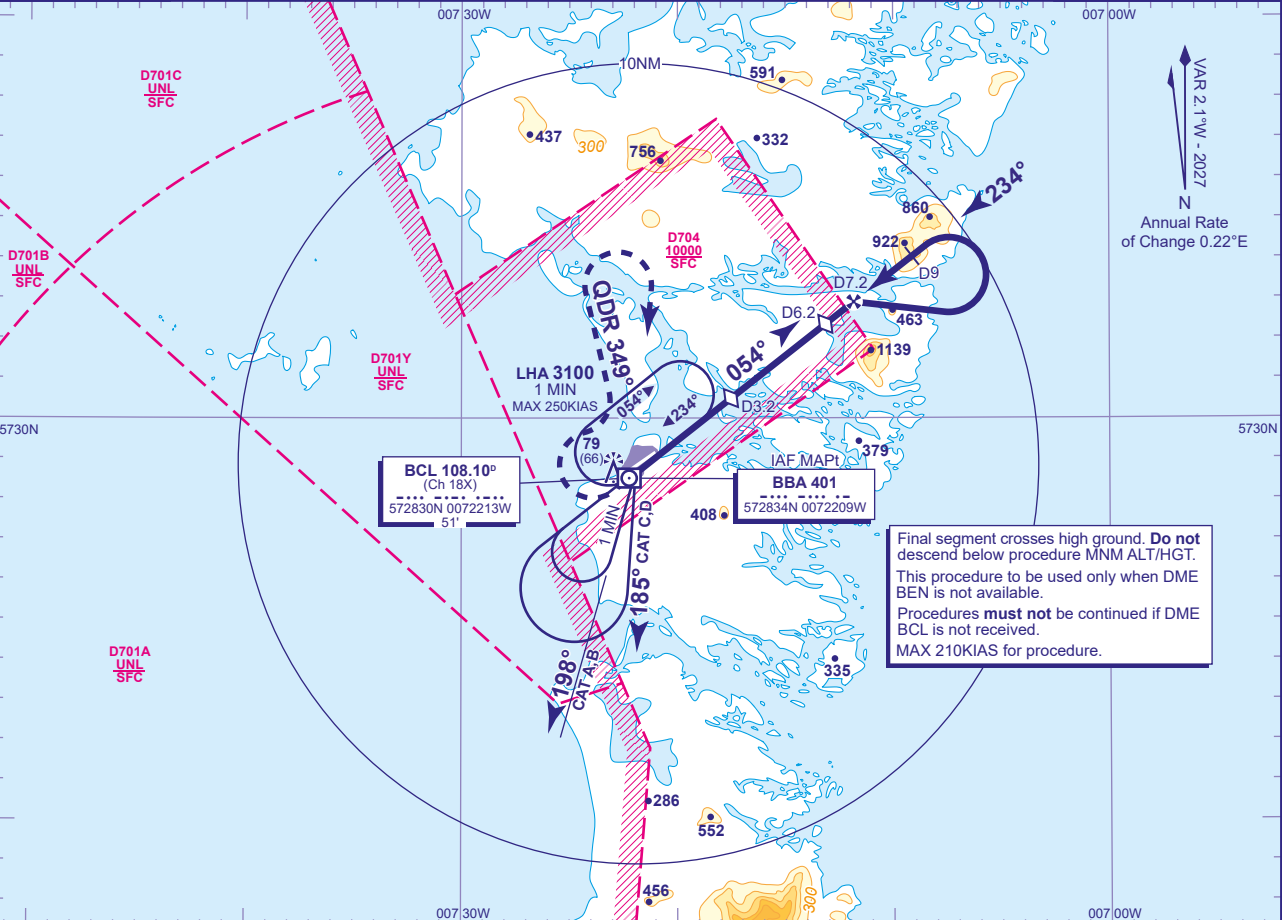 007 30W
007 00W
D701C
UNL
SFC
10NM
591
VAR 2.1°W - 2027
437
300
756
332
N
Annual Rate
of Change 0.22°E
234°
860
922
D9
D701B
UNL
SFC
D704
10000
SFC
D7.2
D6.2
463
QDR 349°
1139
D701Y
UNL
SFC
LHA 3100
1 MIN
MAX 250KIAS
054°
054°
234°
D3.2
5730N
5730N
79
(66)
379
IAF MAPt
BCL 108.10ᴰ
(Ch 18X)
–··· –·–· ·–··
572830N 0072213W
51'
BBA 401
–··· –··· ·–
572834N 0072209W
408
1 MIN
185° CAT C,D
Final segment crosses high ground. Do not
descend below procedure MNM ALT/HGT.
This procedure to be used only when DME
BEN is not available.
Procedures must not be continued if DME
BCL is not received.
MAX 210KIAS for procedure.
D701A
UNL
SFC
198°
CAT A,B
335
286
552
456
300
007 30W
007 00W